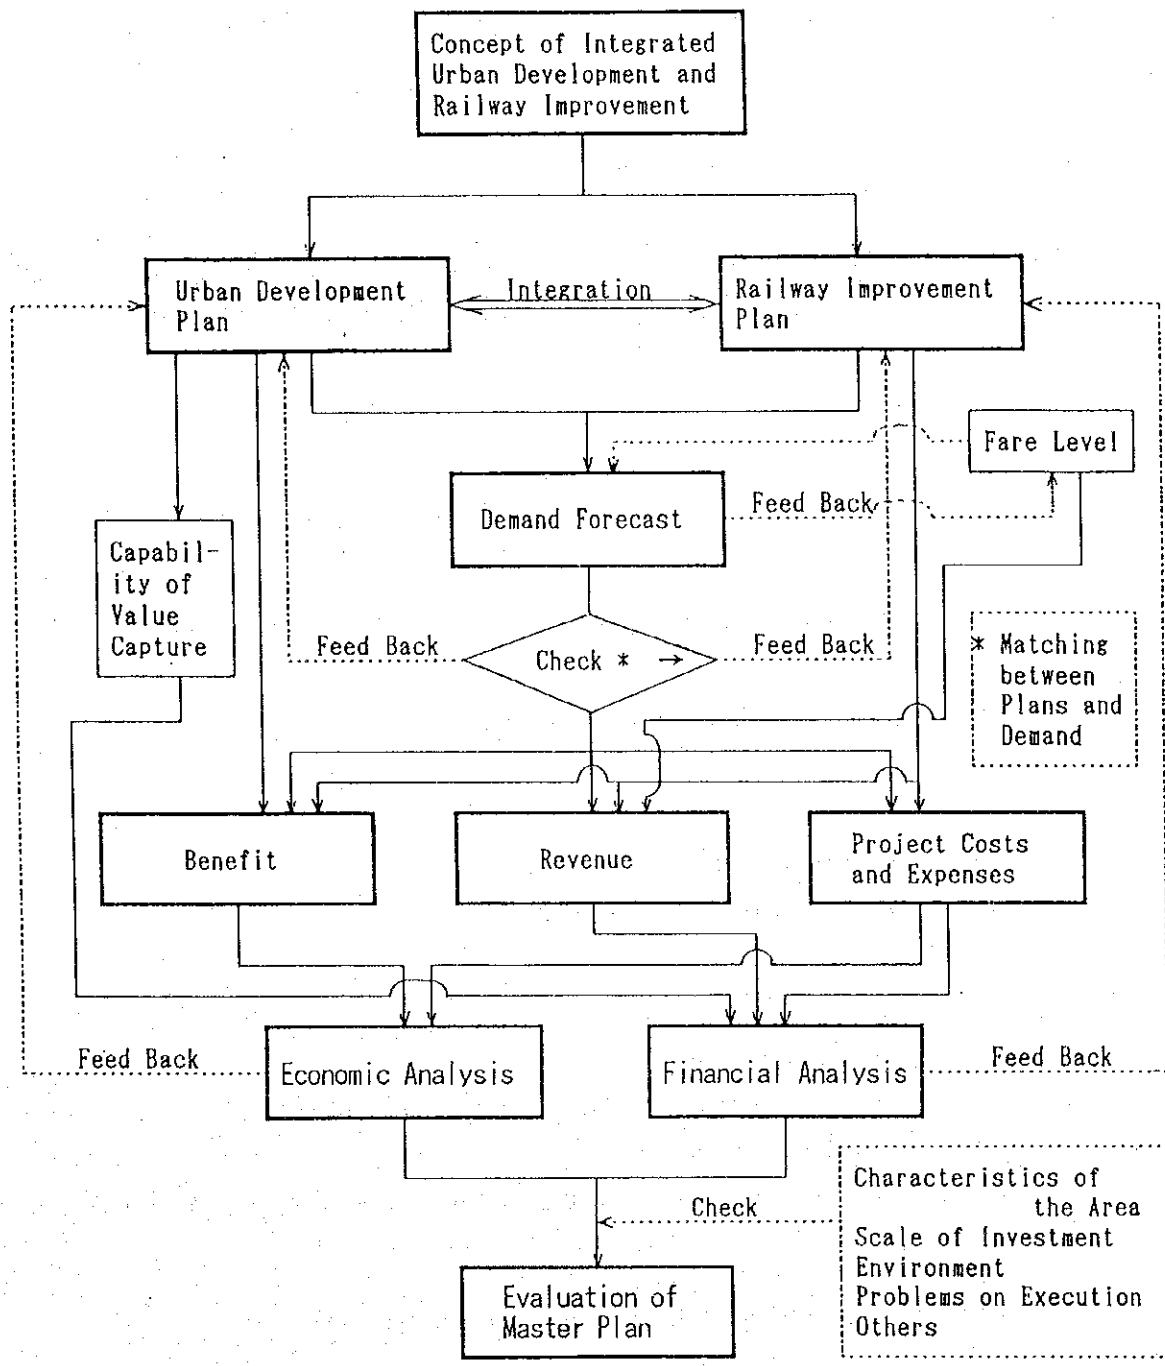 Concept of Integrated
Urban Development and
Railway Improvement
Urban Development
Plan
Integration
Railway Improvement
Plan
Fare Level
Demand Forecast
Feed Back
Capabil-
ity of
Value
Capture
Feed Back
Check * →
Feed Back
* Matching
between
Plans and
Demand
Benefit
Revenue
Project Costs
and Expenses
Feed Back
Economic Analysis
Financial Analysis
Feed Back
Check
Characteristics of
the Area
Scale of Investment
Environment
Problems on Execution
Others
Evaluation of
Master Plan